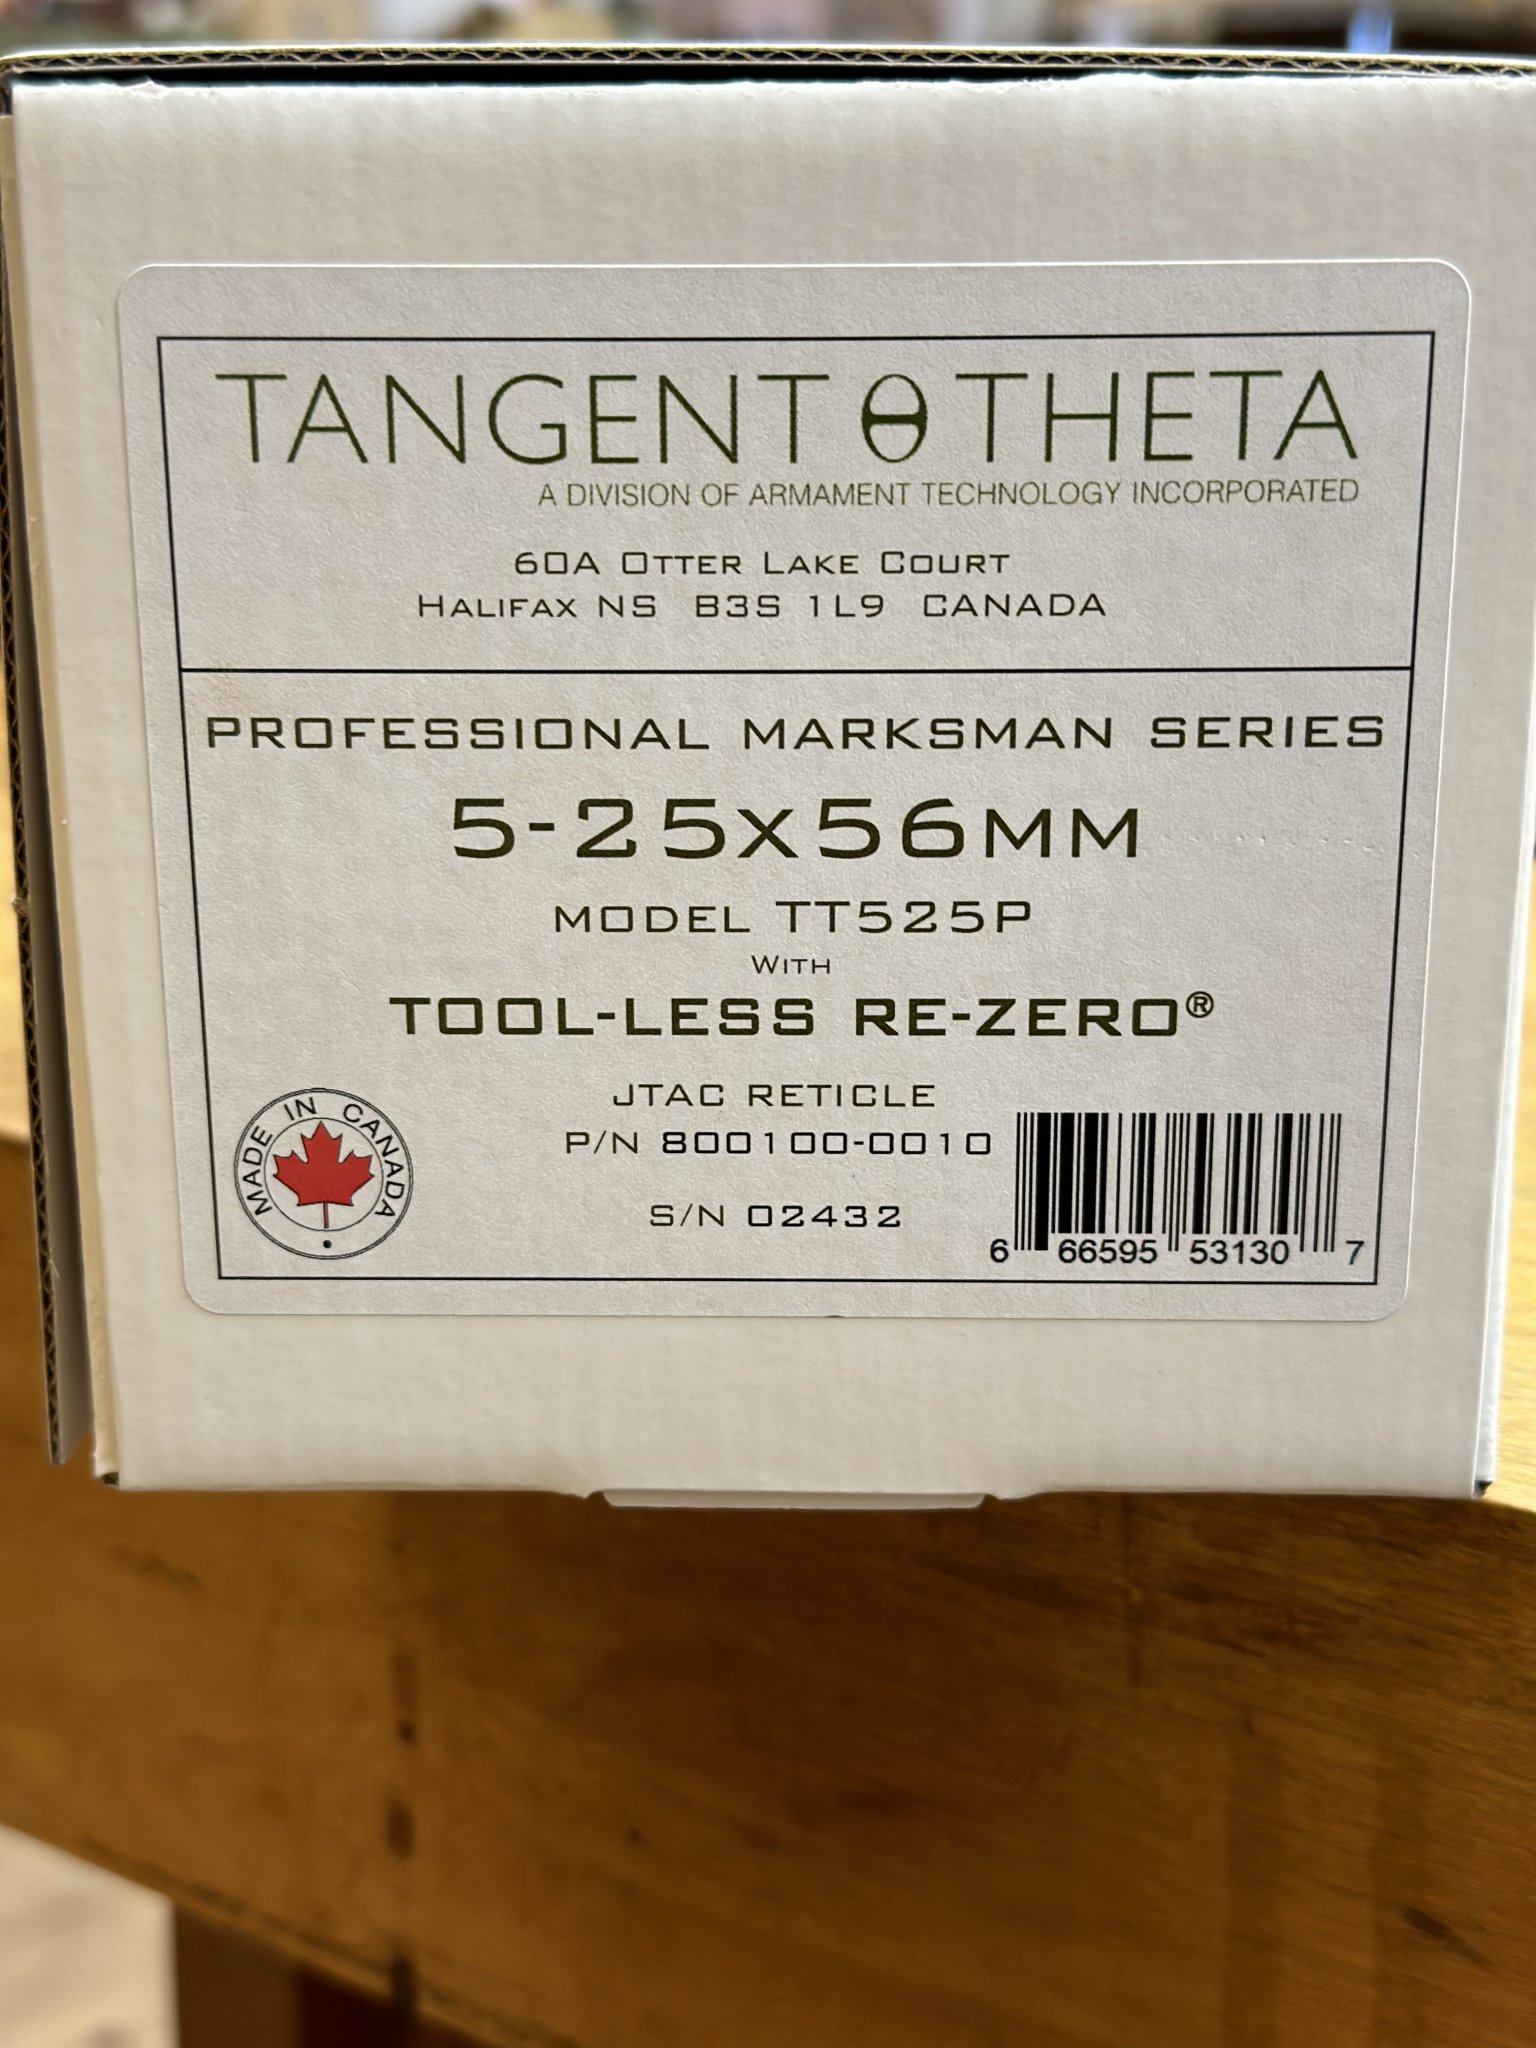 TANGENT θ THETA
A DIVISION OF ARMAMENT TECHNOLOGY INCORPORATED
60A OTTER LAKE COURT
HALIFAX NS B3S 1L9 CANADA
PROFESSIONAL MARKSMAN SERIES
5-25x56MM
MODEL TT525P
WITH
TOOL-LESS RE-ZERO®
JTAC RETICLE
P/N 800100-0010
S/N 02432
MADE IN CANADA
6 66595 53130 7